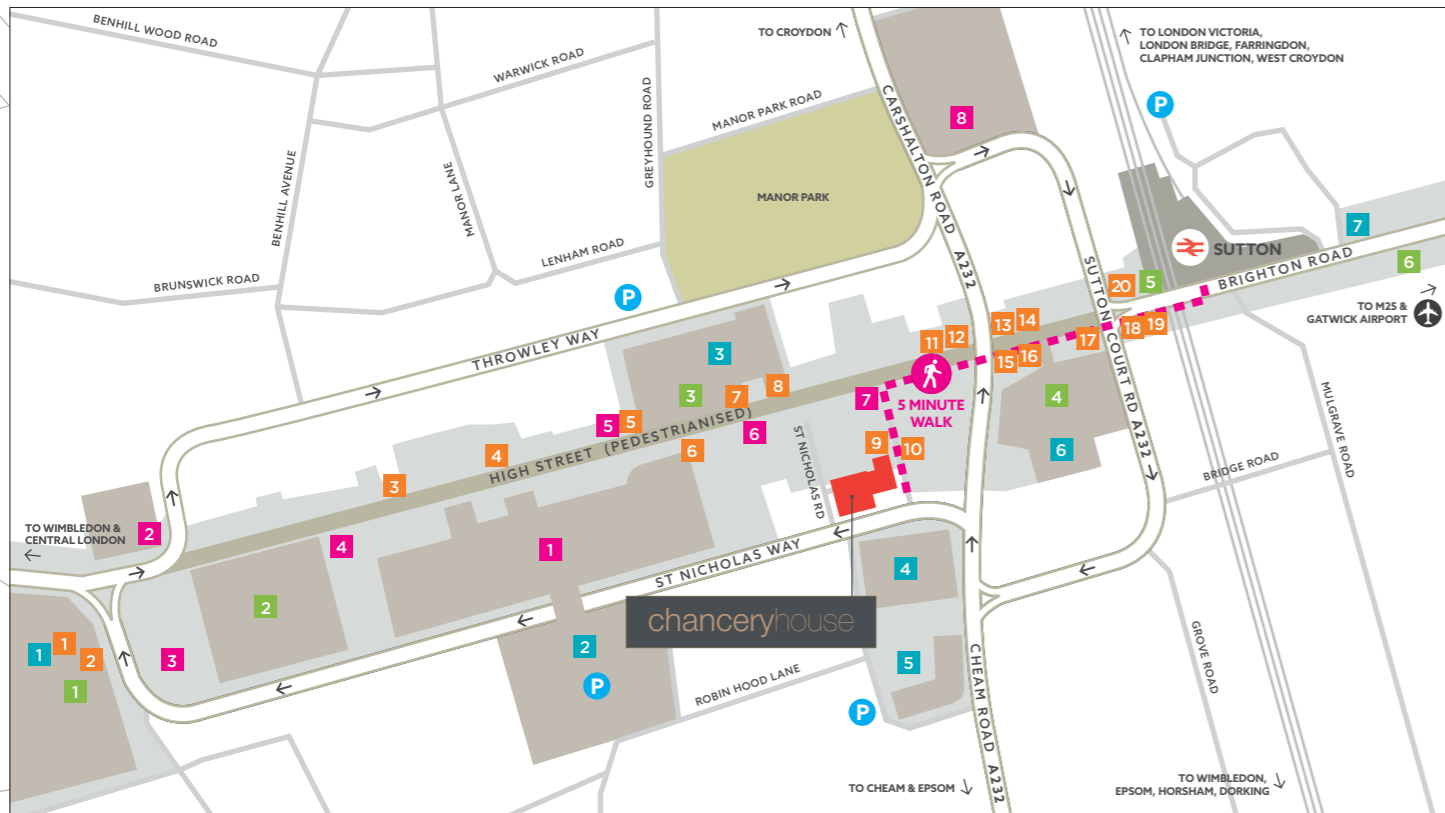 BENHILL WOOD ROAD
WARWICK ROAD
TO CROYDON
TO LONDON VICTORIA,
LONDON BRIDGE, FARRINGDON,
CLAPHAM JUNCTION, WEST CROYDON
P
8
CARSHALTON ROAD A232
MANOR PARK ROAD
GREYHOUND ROAD
BENHILL AVENUE
MANOR LANE
MANOR PARK
LENHAM ROAD
BRUNSWICK ROAD
P
7
SUTTON
BRIGHTON ROAD
6
20
5
SUTTON COURT RD A232
TO M25 &
GATWICK AIRPORT
THROWLEY WAY
3
11
12
13
14
17
18
19
15
16
3
7
8
7
5 MINUTE
WALK
4
5
5
6
6
HIGH STREET (PEDESTRIANISED)
4
3
9
10
6
ST NICHOLAS RD
BRIDGE ROAD
MULGRAVE ROAD
TO WIMBLEDON &
CENTRAL LONDON
2
4
1
ST NICHOLAS WAY
4
2
chanceryhouse
1
1
2
3
1
2
P
5
ROBIN HOOD LANE
P
CHEAM ROAD A232
GROVE ROAD
TO CHEAM & EPSOM
TO WIMBLEDON,
EPSOM, HORSHAM, DORKING